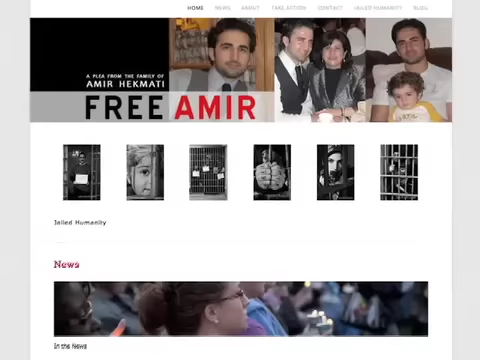 HOME NEWS ABOUT TAKE ACTION CONTACT JAILED HUMANITY BLOG
A PLEA FROM THE FAMILY OF
AMIR HEKMATI
FREE AMIR
Jailed Humanity
News
In the News